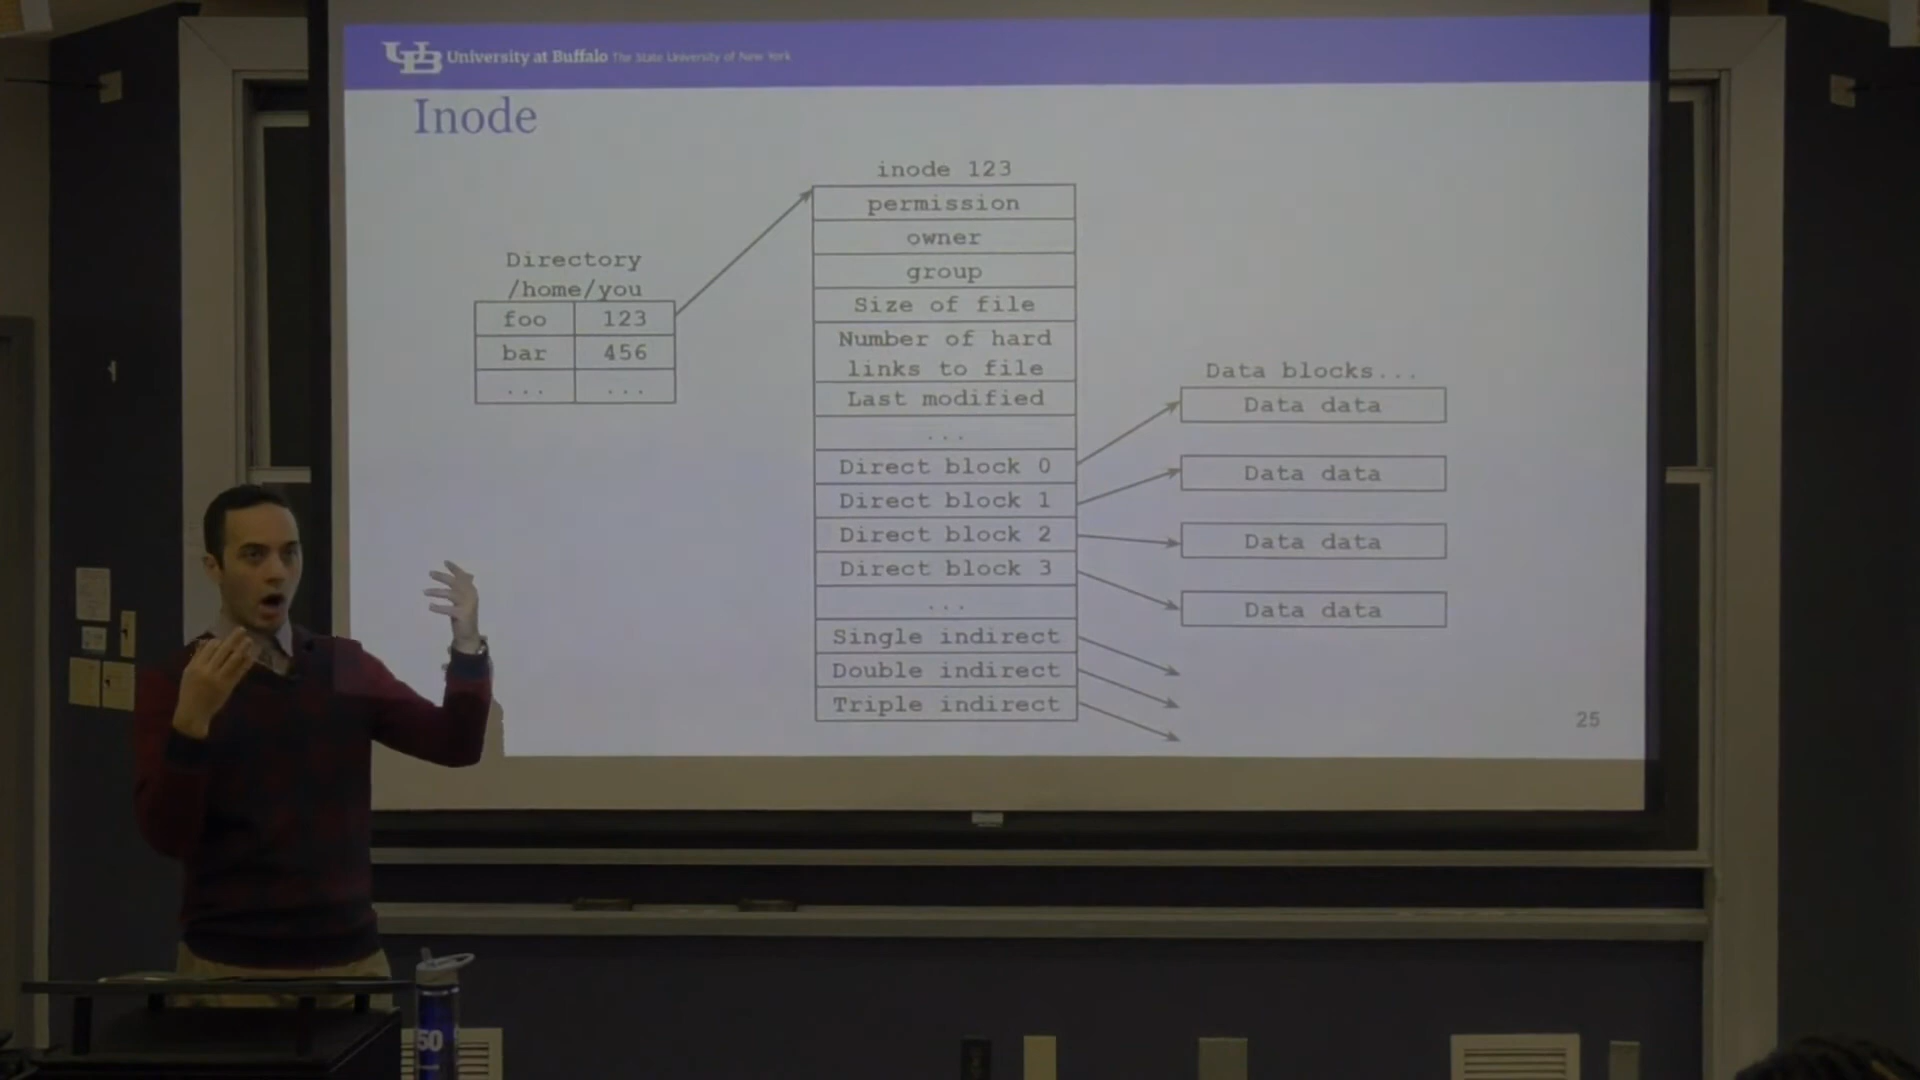 University at Buffalo The State University of New York
Inode
inode 123
permission
owner
group
Size of file
Number of hard
links to file
Last modified
...
Direct block 0
Direct block 1
Direct block 2
Direct block 3
...
Single indirect
Double indirect
Triple indirect
Directory
/home/you
foo 123
bar 456
... ...
Data blocks...
Data data
Data data
Data data
Data data
25
50